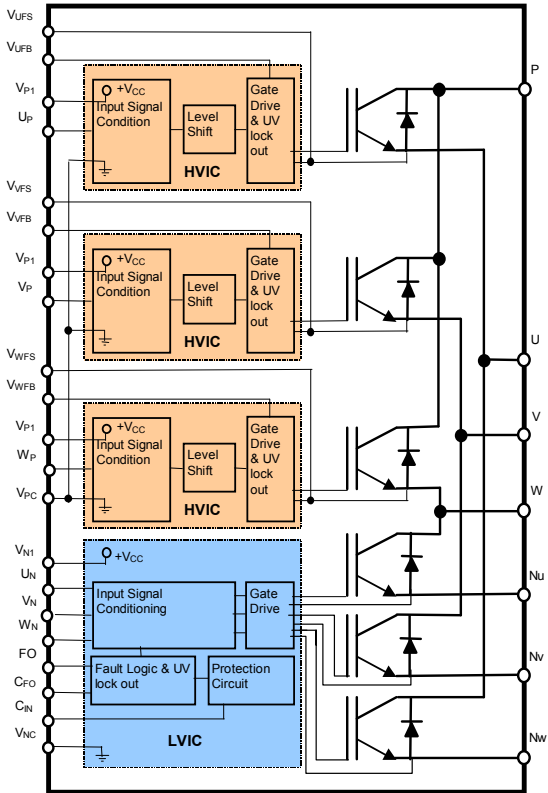 VUFS
VUFB
VP1
UP
+VCC
Input Signal
Condition
Level
Shift
Gate
Drive
& UV
lock
out
HVIC
P
VVFS
VVFB
VP1
VP
+VCC
Input Signal
Condition
Level
Shift
Gate
Drive
& UV
lock
out
HVIC
U
VWFS
VWFB
VP1
WP
VPC
+VCC
Input Signal
Condition
Level
Shift
Gate
Drive
& UV
lock
out
HVIC
V
W
VN1
UN
VN
WN
FO
CFO
CIN
VNC
+VCC
Input Signal
Conditioning
Gate
Drive
Fault Logic & UV
lock out
Protection
Circuit
LVIC
Nu
Nv
Nw